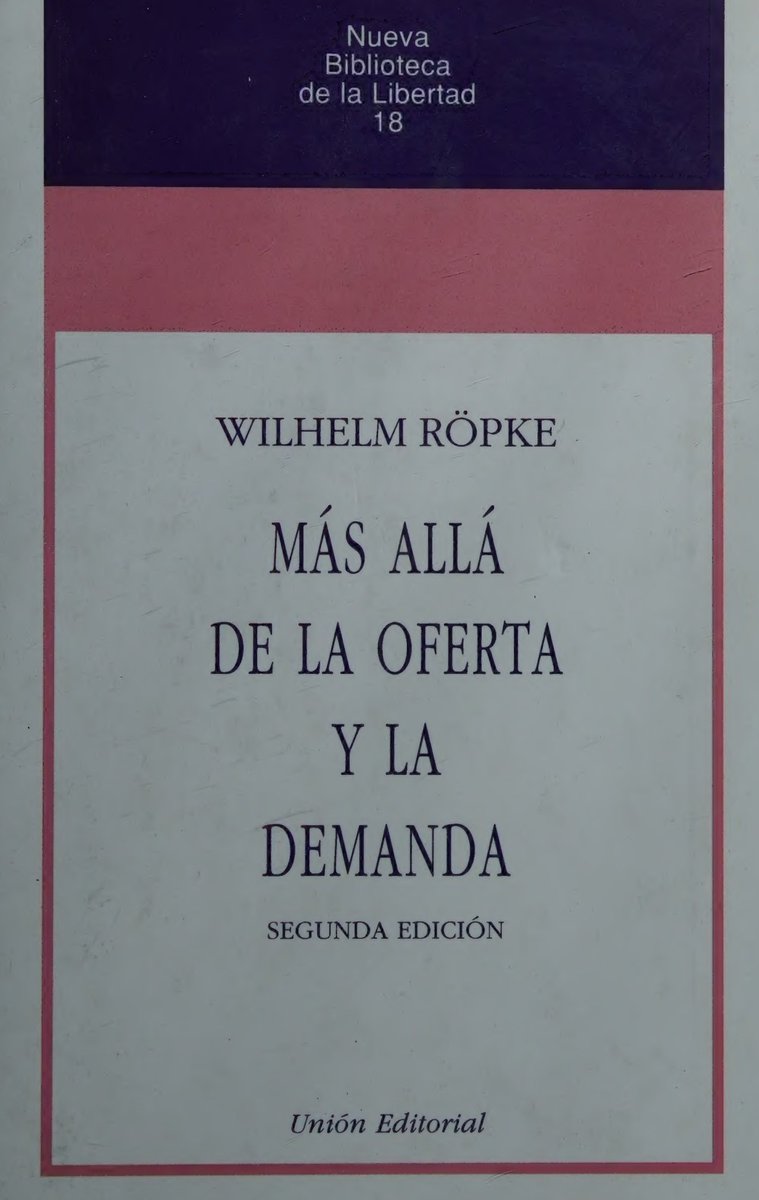 Nueva
Biblioteca
de la Libertad
18
WILHELM RÖPKE
MÁS ALLÁ
DE LA OFERTA
Y LA
DEMANDA
SEGUNDA EDICIÓN
Unión Editorial